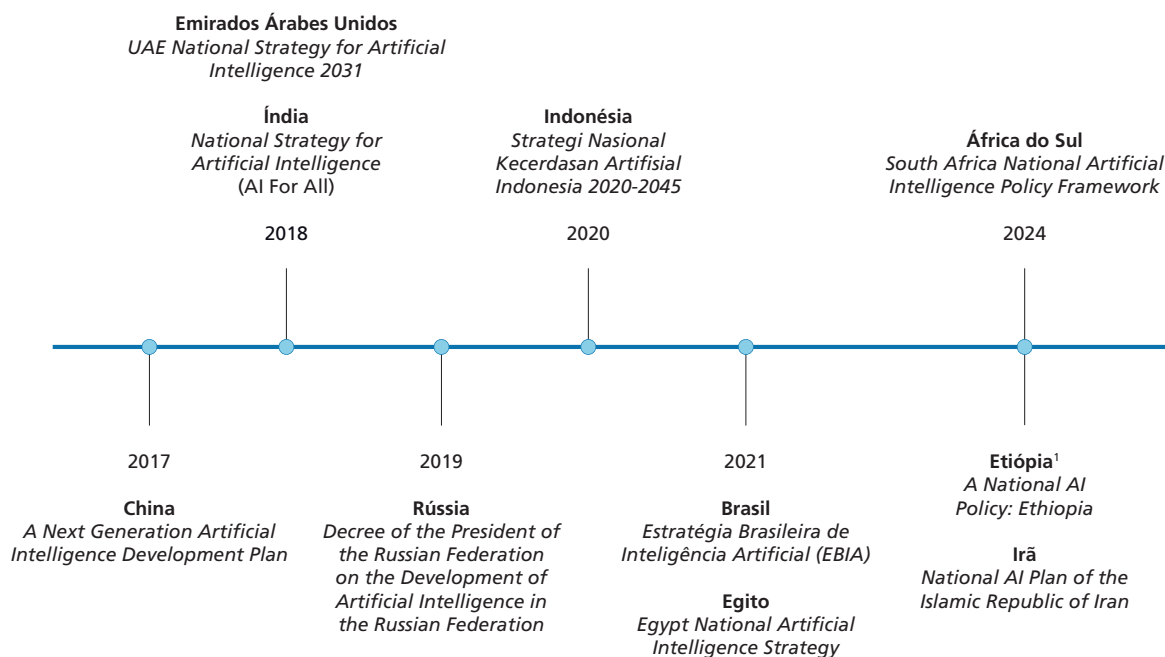 Emirados Árabes Unidos
UAE National Strategy for Artificial
Intelligence 2031
Índia
National Strategy for
Artificial Intelligence
(AI For All)
2018
Indonésia
Strategi Nasional
Kecerdasan Artifisial
Indonesia 2020-2045
2020
África do Sul
South Africa National Artificial
Intelligence Policy Framework
2024
2017
China
A Next Generation Artificial
Intelligence Development Plan
2019
Rússia
Decree of the President of
the Russian Federation
on the Development of
Artificial Intelligence in
the Russian Federation
2021
Brasil
Estratégia Brasileira de
Inteligência Artificial (EBIA)
Egito
Egypt National Artificial
Intelligence Strategy
Etiópia¹
A National AI
Policy: Ethiopia
Irã
National AI Plan of the
Islamic Republic of Iran